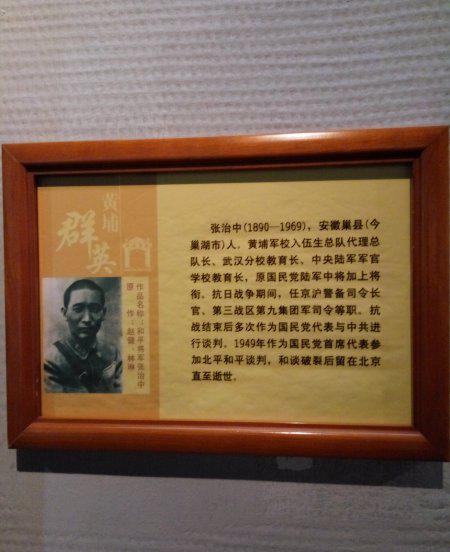 黄埔
群英
张治中(1890—1969)，安徽巢县(今
巢湖市)人。黄埔军校入伍生总队代理总
队长、武汉分校教育长、中央陆军军官
学校教育长，原国民党陆军中将加上将
衔。抗日战争期间，任京沪警备司令长
官、第三战区第九集团军司令等职。抗
战结束后多次作为国民党代表与中共进
行谈判。1949年作为国民党首席代表参
加北平和平谈判，和谈破裂后留在北京
直至逝世。
作品名称：和平将军张治中
原作：赵健、林琳